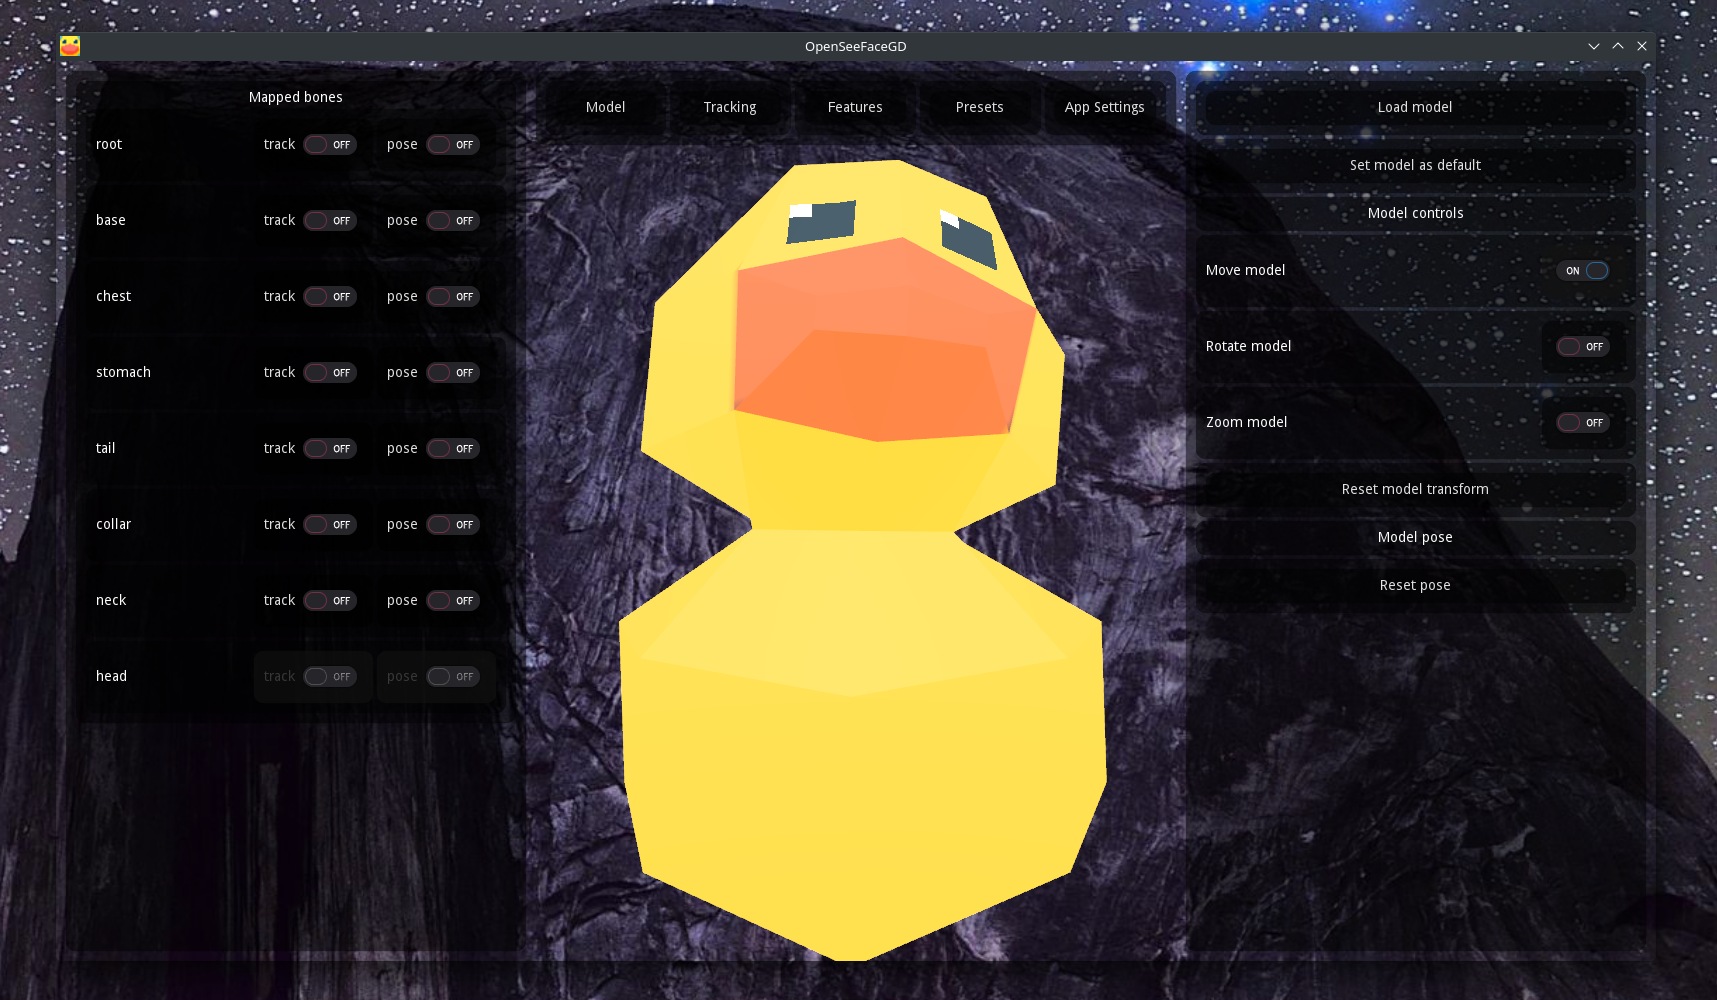 OpenSeeFaceGD
Mapped bones
root track OFF pose OFF
base track OFF pose OFF
chest track OFF pose OFF
stomach track OFF pose OFF
tail track OFF pose OFF
collar track OFF pose OFF
neck track OFF pose OFF
head track OFF pose OFF
Model Tracking Features Presets App Settings
Load model
Set model as default
Model controls
Move model ON
Rotate model OFF
Zoom model OFF
Reset model transform
Model pose
Reset pose